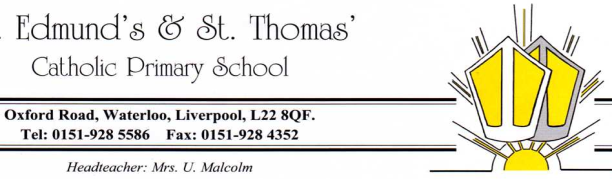 . Edmund's & St. Thomas'
Catholic Primary School
Oxford Road, Waterloo, Liverpool, L22 8QF.
Tel: 0151-928 5586 Fax: 0151-928 4352
Headteacher: Mrs. U. Malcolm